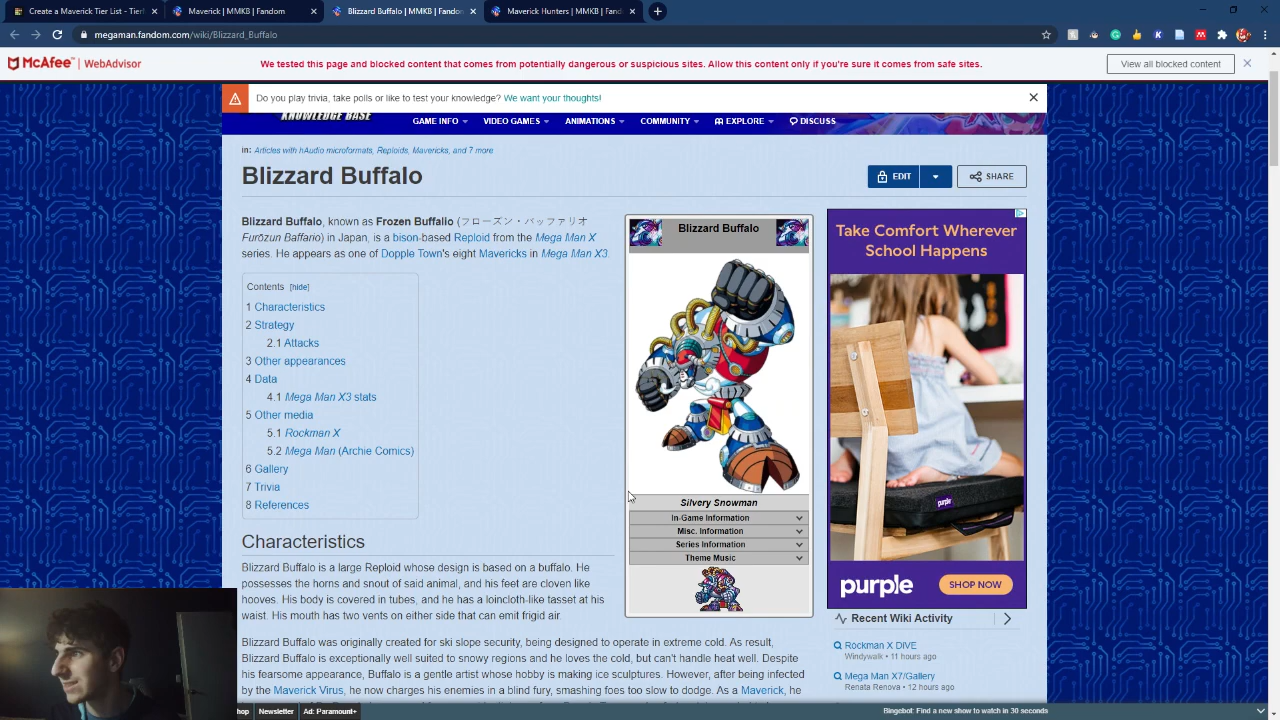 Create a Maverick Tier List - Tierl
Mavericks | MMKB | Fandom
Blizzard Buffalo | MMKB | Fandom
Maverick Hunters | MMKB | Fando
megaman.fandom.com/wiki/Blizzard_Buffalo
McAfee | WebAdvisor
We tested this page and blocked content that comes from potentially dangerous or suspicious sites. Allow this content only if you're sure it comes from safe sites.
View all blocked content
Do you play trivia, take polls or like to test your knowledge? We want your thoughts!
KNOWLEDGE BASE
GAME INFO VIDEO GAMES ANIMATIONS COMMUNITY EXPLORE DISCUSS
in: Articles with hAudio microformats, Reploids, Mavericks, and 7 more
Blizzard Buffalo
EDIT
SHARE
Blizzard Buffalo, known as Frozen Buffalio (フローズン・バッファリオ
Furōzun Baffario) in Japan, is a bison-based Reploid from the Mega Man X
series. He appears as one of Dopple Town's eight Mavericks in Mega Man X3.
Contents [hide]
1 Characteristics
2 Strategy
2.1 Attacks
3 Other appearances
4 Data
4.1 Mega Man X3 stats
5 Other media
5.1 Rockman X
5.2 Mega Man (Archie Comics)
6 Gallery
7 Trivia
8 References
Blizzard Buffalo
Silvery Snowman
In-Game Information
Misc. Information
Series Information
Theme Music
Take Comfort Wherever
School Happens
purple
purple
SHOP NOW
Recent Wiki Activity
Rockman X DIVE
Windywalk • 11 hours ago
Mega Man X7/Gallery
Renata Renova • 12 hours ago
Characteristics
Blizzard Buffalo is a large Reploid whose design is based on a buffalo. He
possesses the horns and snout of said animal, and his feet are cloven like
hooves. His body is covered in tubes, and he has a loincloth-like tasset at his
waist. His mouth has two vents on either side that can emit frigid air.
Blizzard Buffalo was originally created for ski slope security, being designed to operate in extreme cold. As result,
Blizzard Buffalo is exceptionally well suited to snowy regions and he loves the cold, but can't handle heat well. Despite
his fearsome appearance, Buffalo is a gentle artist whose hobby is making ice sculptures. However, after being infected
by the Maverick Virus, he now charges his enemies in a blind fury, smashing foes too slow to dodge. As a Maverick, he
hop Newsletter Ad: Paramount+
Bingebot: Find a new show to watch in 30 seconds